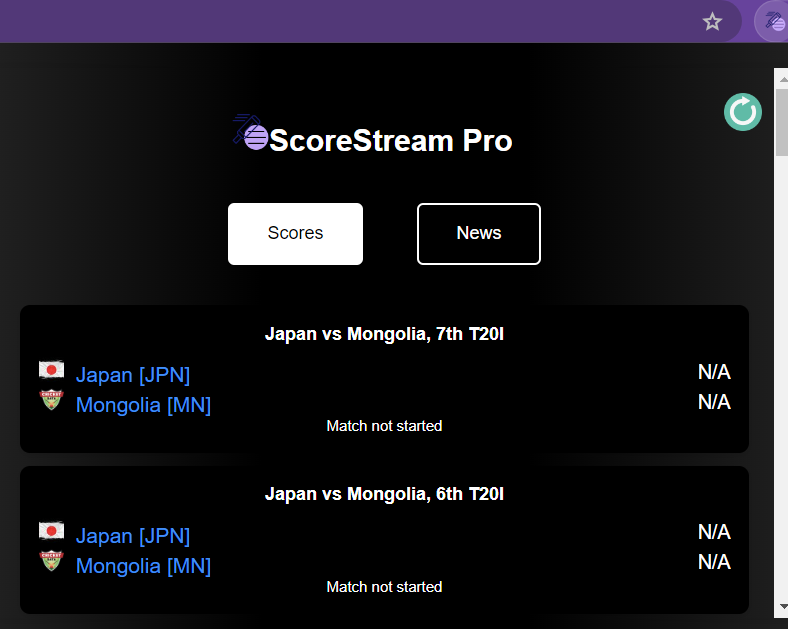 ScoreStream Pro
Scores
News
Japan vs Mongolia, 7th T20I
Japan [JPN]
N/A
Mongolia [MN]
N/A
Match not started
Japan vs Mongolia, 6th T20I
Japan [JPN]
N/A
Mongolia [MN]
N/A
Match not started